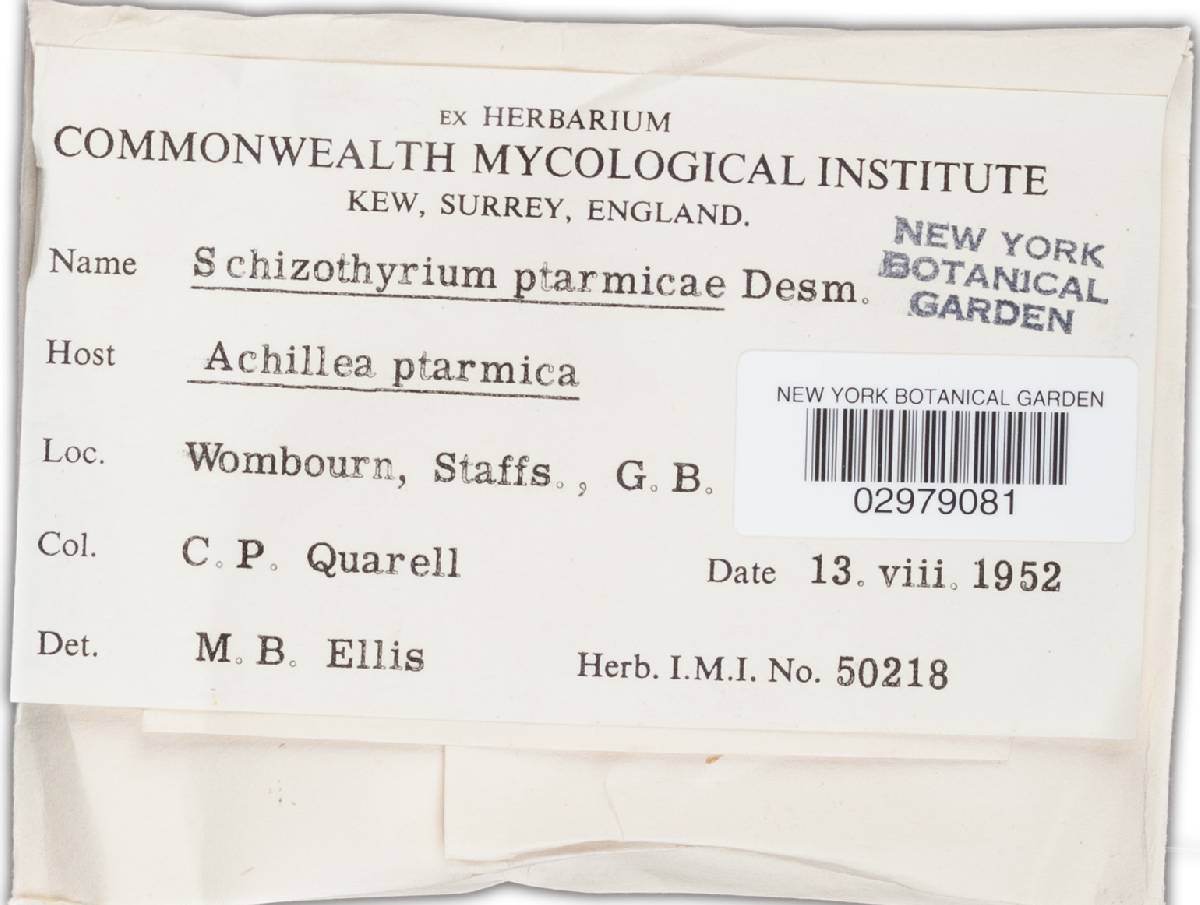 EX HERBARIUM
COMMONWEALTH MYCOLOGICAL INSTITUTE
KEW, SURREY, ENGLAND.
Name Schizothyrium ptarmicae Desm.
NEW YORK
BOTANICAL
GARDEN
Host Achillea ptarmica
NEW YORK BOTANICAL GARDEN
02979081
Loc. Wombourn, Staffs., G. B.
Col. C. P. Quarell Date 13. viii. 1952
Det. M. B. Ellis Herb. I.M.I. No. 50218